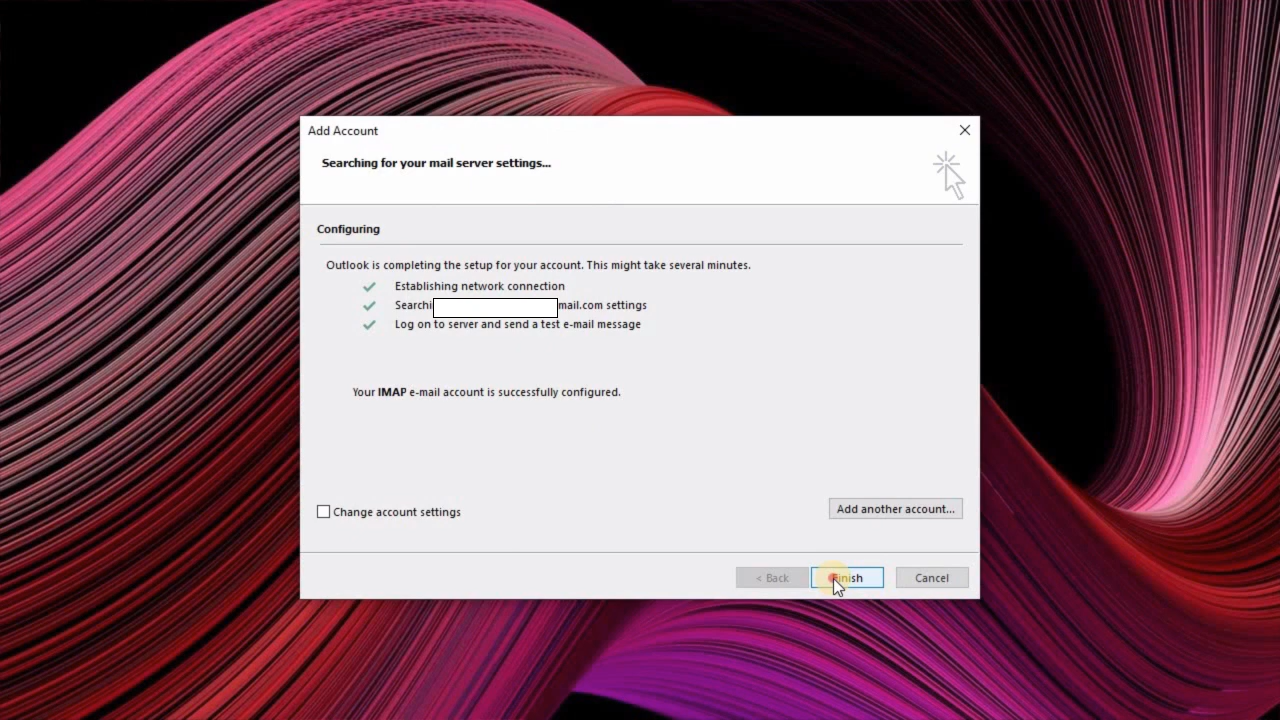 Add Account
Searching for your mail server settings...
Configuring
Outlook is completing the setup for your account. This might take several minutes.
Establishing network connection
Searchi mail.com settings
Log on to server and send a test e-mail message
Your IMAP e-mail account is successfully configured.
Change account settings
Add another account...
< Back
Finish
Cancel